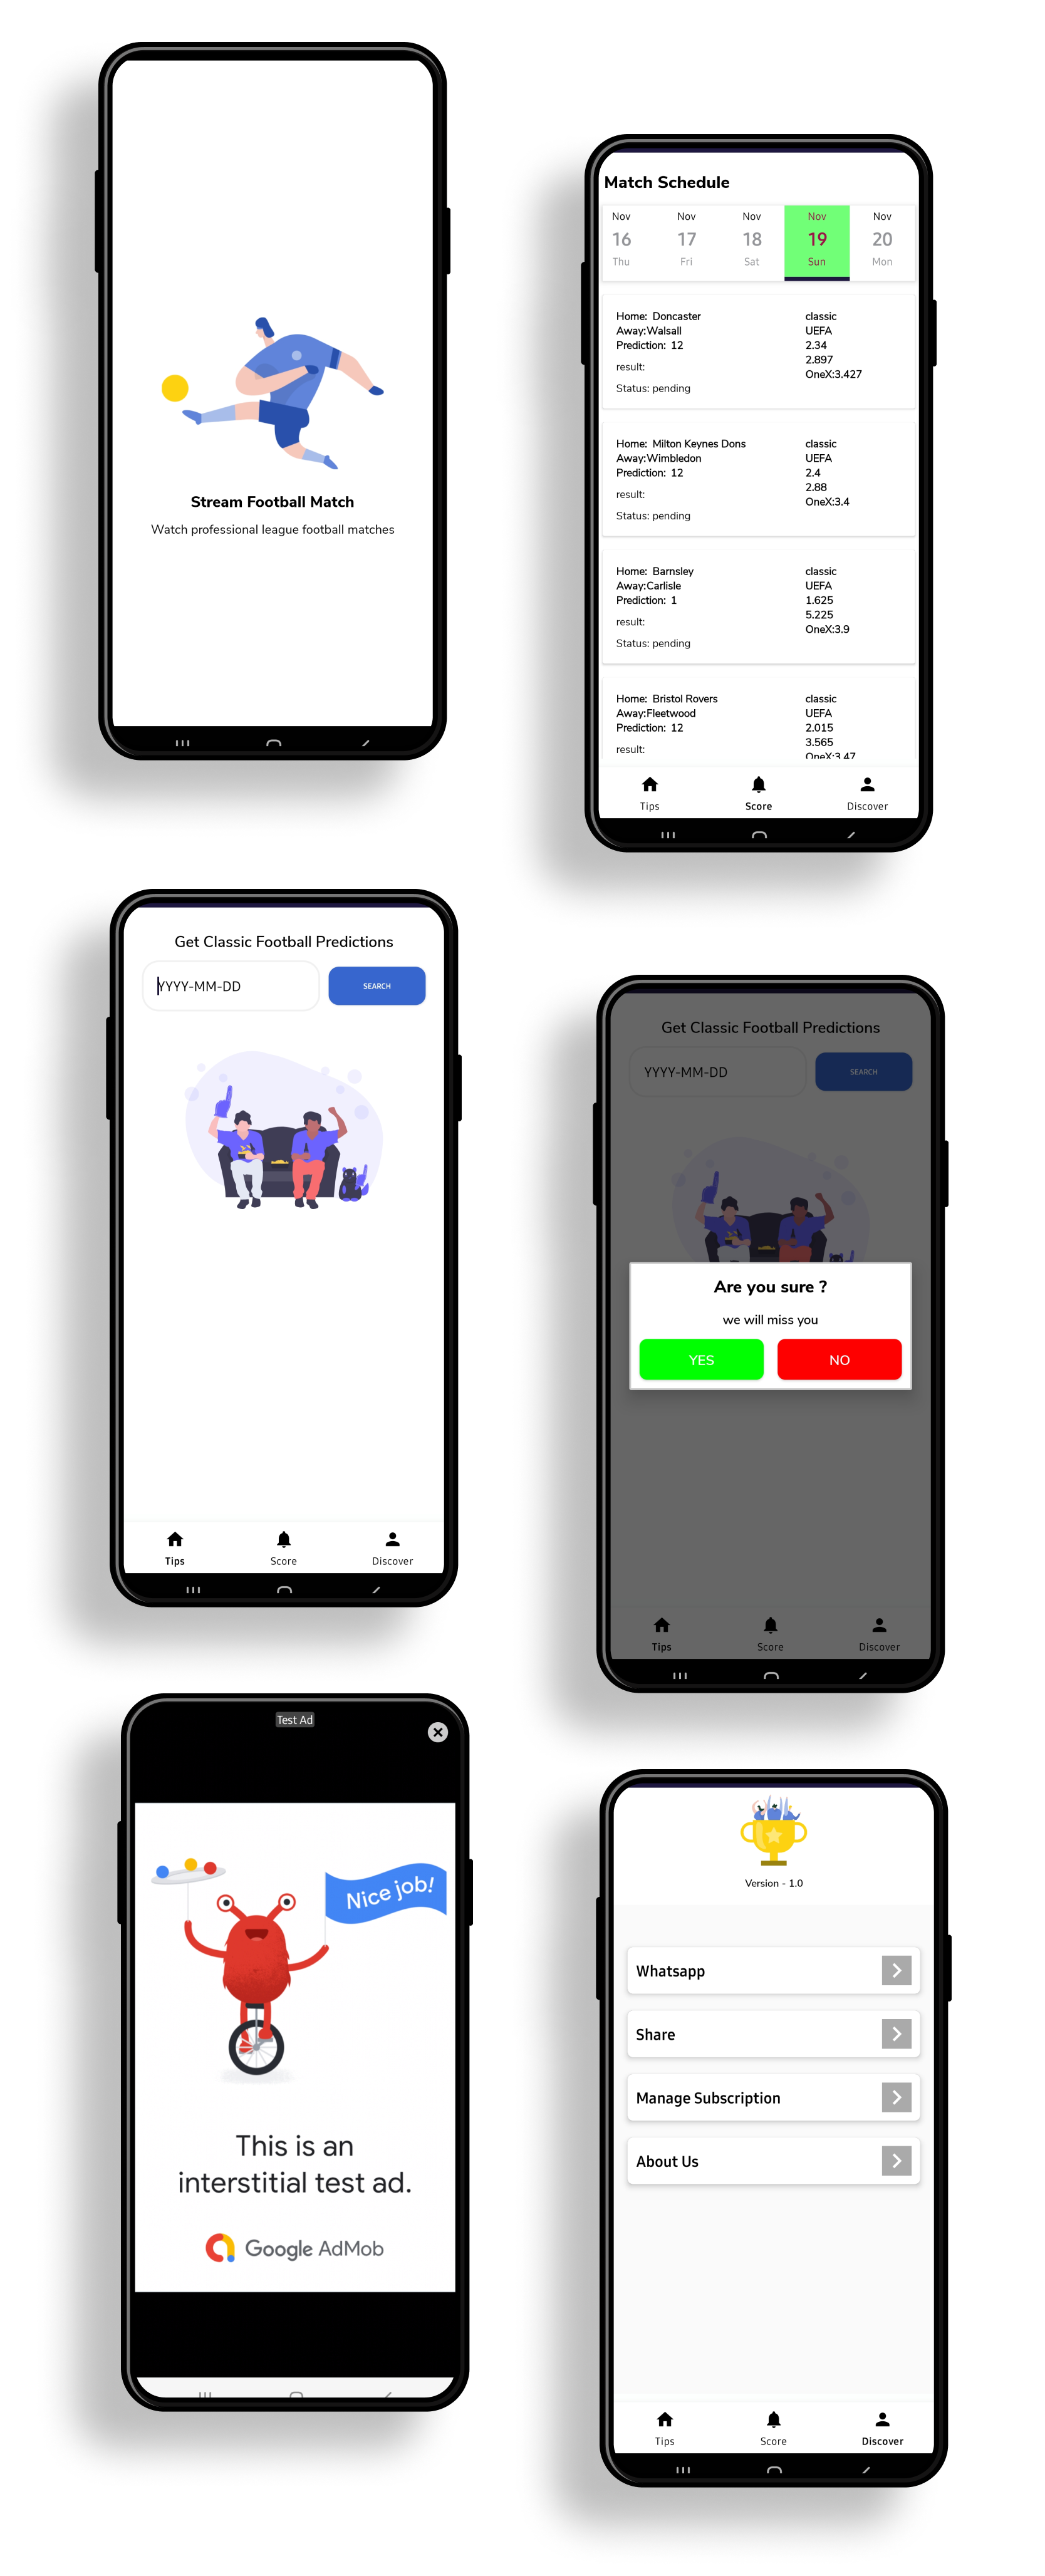 Stream Football Match
Watch professional league football matches
Match Schedule
Nov Nov Nov Nov Nov
16 17 18 19 20
Thu Fri Sat Sun Mon
Home: Doncaster
Away:Walsall
Prediction: 12
result:
Status: pending
classic
UEFA
2.34
2.897
OneX:3.427
Home: Milton Keynes Dons
Away:Wimbledon
Prediction: 12
result:
Status: pending
classic
UEFA
2.4
2.88
OneX:3.4
Home: Barnsley
Away:Carlisle
Prediction: 1
result:
Status: pending
classic
UEFA
1.625
5.225
OneX:3.9
Home: Bristol Rovers
Away:Fleetwood
Prediction: 12
result:
classic
UEFA
2.015
3.565
OneX:3.47
Tips Score Discover
Get Classic Football Predictions
YYYY-MM-DD SEARCH
Tips Score Discover
Get Classic Football Predictions
YYYY-MM-DD SEARCH
Are you sure ?
we will miss you
YES NO
Tips Score Discover
Test Ad
Nice job!
This is an
interstitial test ad.
Google AdMob
Version - 1.0
Whatsapp
Share
Manage Subscription
About Us
Tips Score Discover